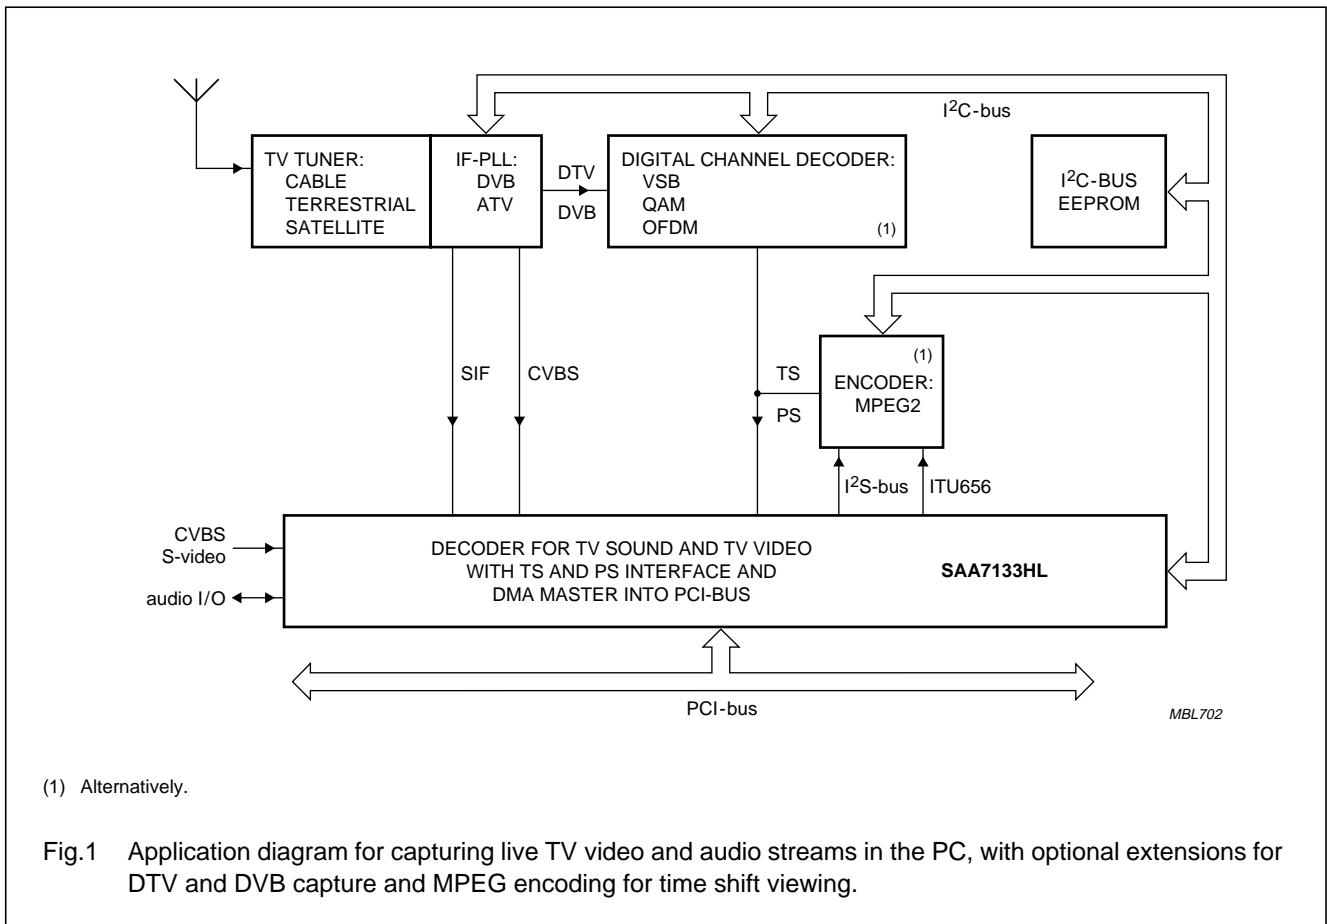 I2C-bus
TV TUNER:
CABLE
TERRESTRIAL
SATELLITE
IF-PLL:
DVB
ATV
DTV
DVB
DIGITAL CHANNEL DECODER:
VSB
QAM
OFDM
(1)
I2C-BUS
EEPROM
SIF
CVBS
TS
PS
(1)
ENCODER:
MPEG2
I2S-bus
ITU656
CVBS
S-video
audio I/O
DECODER FOR TV SOUND AND TV VIDEO
WITH TS AND PS INTERFACE AND
DMA MASTER INTO PCI-BUS
SAA7133HL
PCI-bus
MBL702
(1) Alternatively.
Fig.1 Application diagram for capturing live TV video and audio streams in the PC, with optional extensions for
DTV and DVB capture and MPEG encoding for time shift viewing.